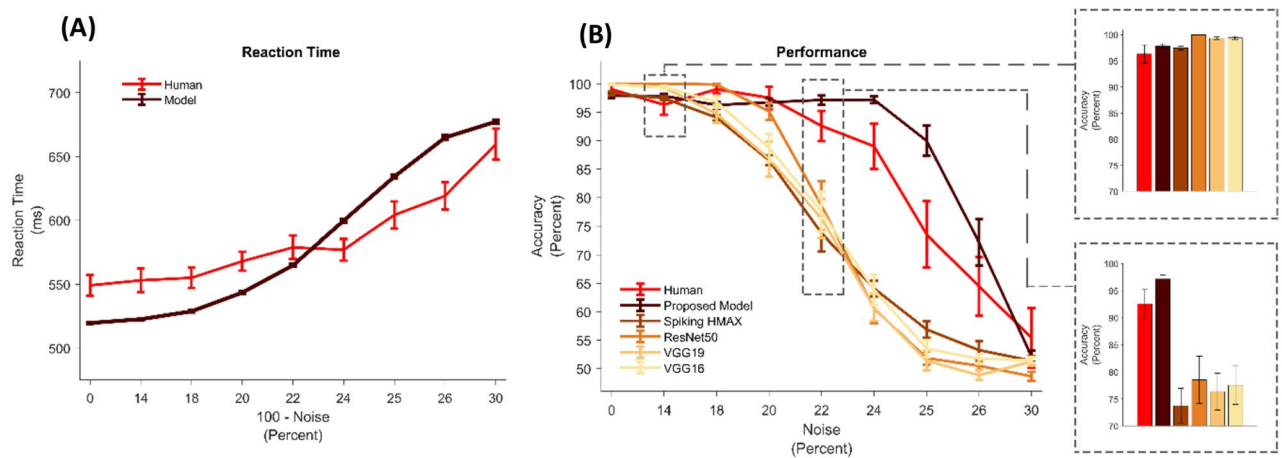 (A)
Reaction Time
700
650
600
550
500
Reaction Time
(ms)
Human
Model
0 14 18 20 22 24 25 26 30
100 - Noise
(Percent)
(B)
Performance
100
95
90
85
80
75
70
65
60
55
50
Accuracy
(Percent)
Human
Proposed Model
Spiking HMAX
ResNet50
VGG19
VGG16
0 14 18 20 22 24 25 26 30
Noise
(Percent)
100
95
90
85
80
75
70
Accuracy
(Percent)
100
95
90
85
80
75
70
Accuracy
(Percent)